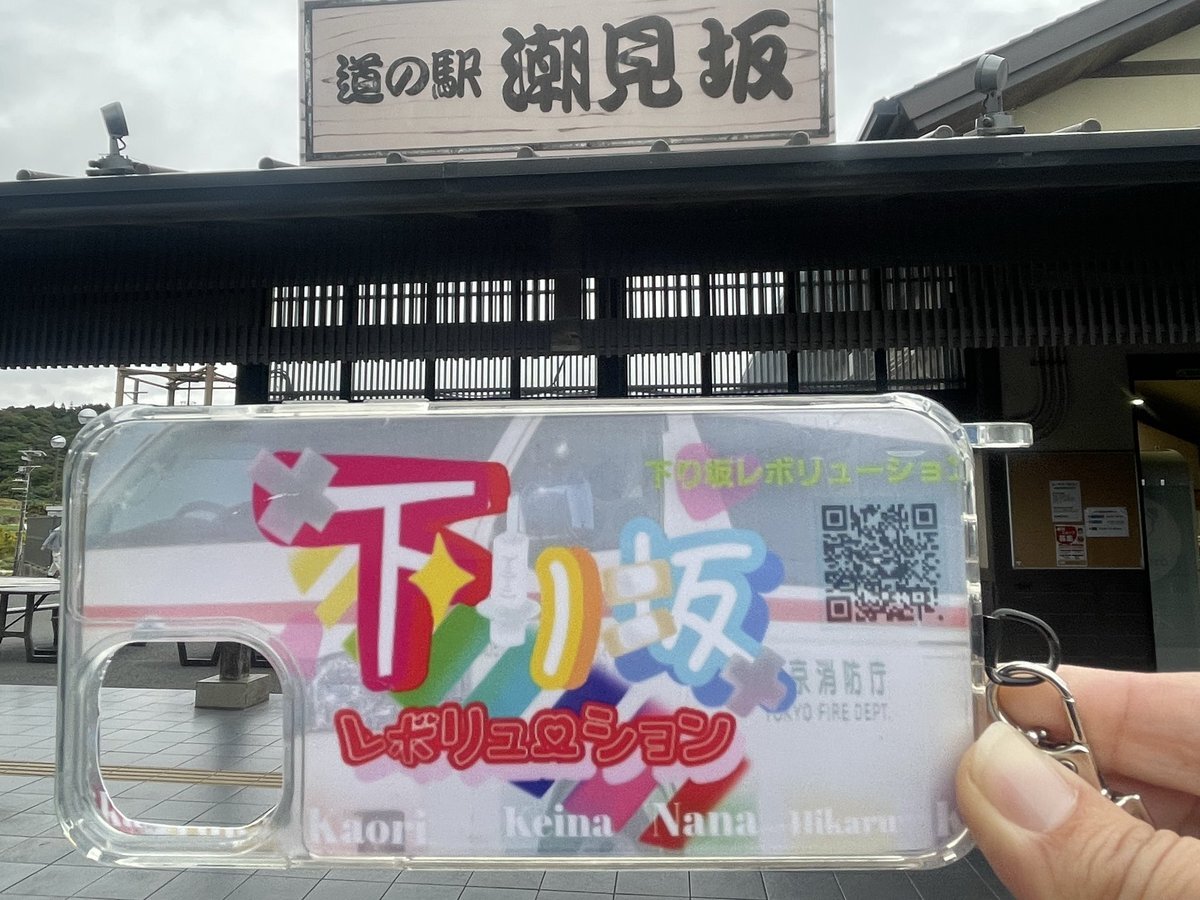 道の駅 潮見坂
下り坂レボリューション
下り坂
レボリューション
京消防庁
TOKYO FIRE DEPT.
Kaori Keina Nana Hikaru